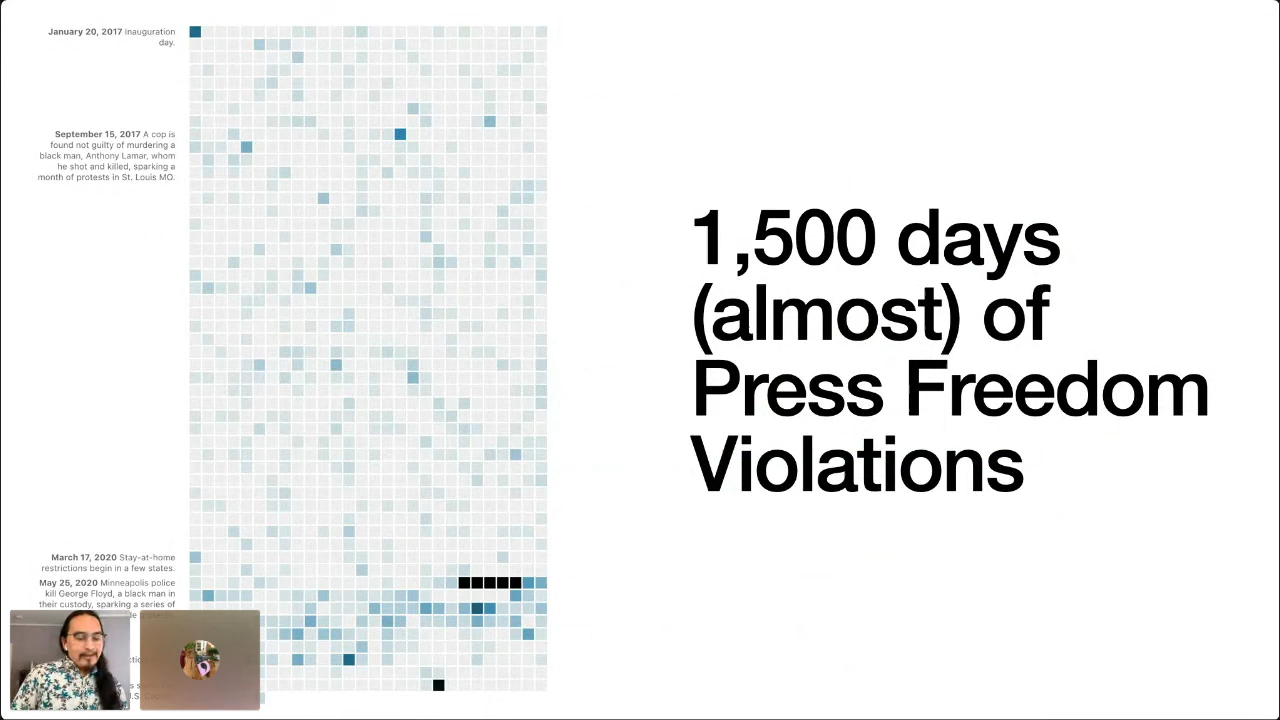 January 20, 2017 Inauguration
day.
September 15, 2017 A cop is
found not guilty of murdering a
black man, Anthony Lamar, whom
he shot and killed, sparking a
month of protests in St. Louis MO.
March 17, 2020 Stay-at-home
restrictions begin in a few states.
May 25, 2020 Minneapolis police
kill George Floyd, a black man in
their custody, sparking a series of
1,500 days
(almost) of
Press Freedom
Violations